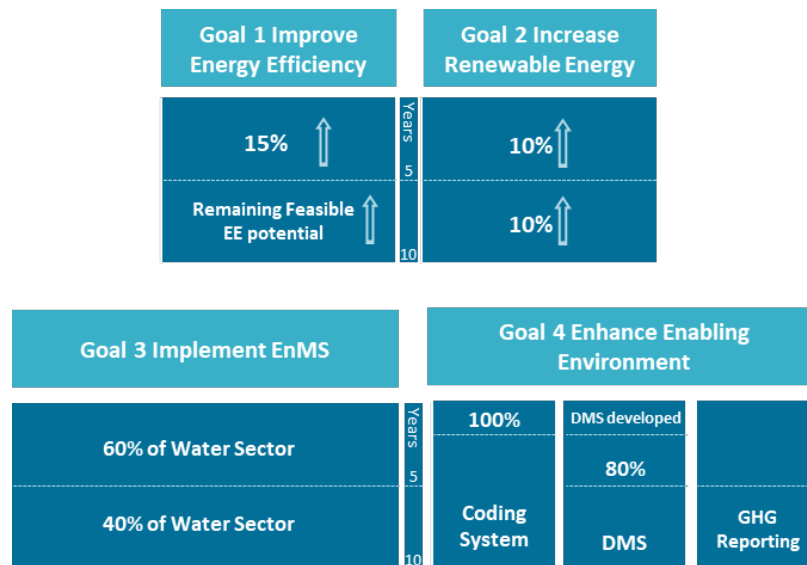 Goal 1 Improve
Energy Efficiency
Goal 2 Increase
Renewable Energy
15%
Years
10%
5
Remaining Feasible
EE potential
10%
10
Goal 3 Implement EnMS
Goal 4 Enhance Enabling
Environment
60% of Water Sector
Years
100%
DMS developed
80%
5
40% of Water Sector
Coding
System
DMS
GHG
Reporting
10